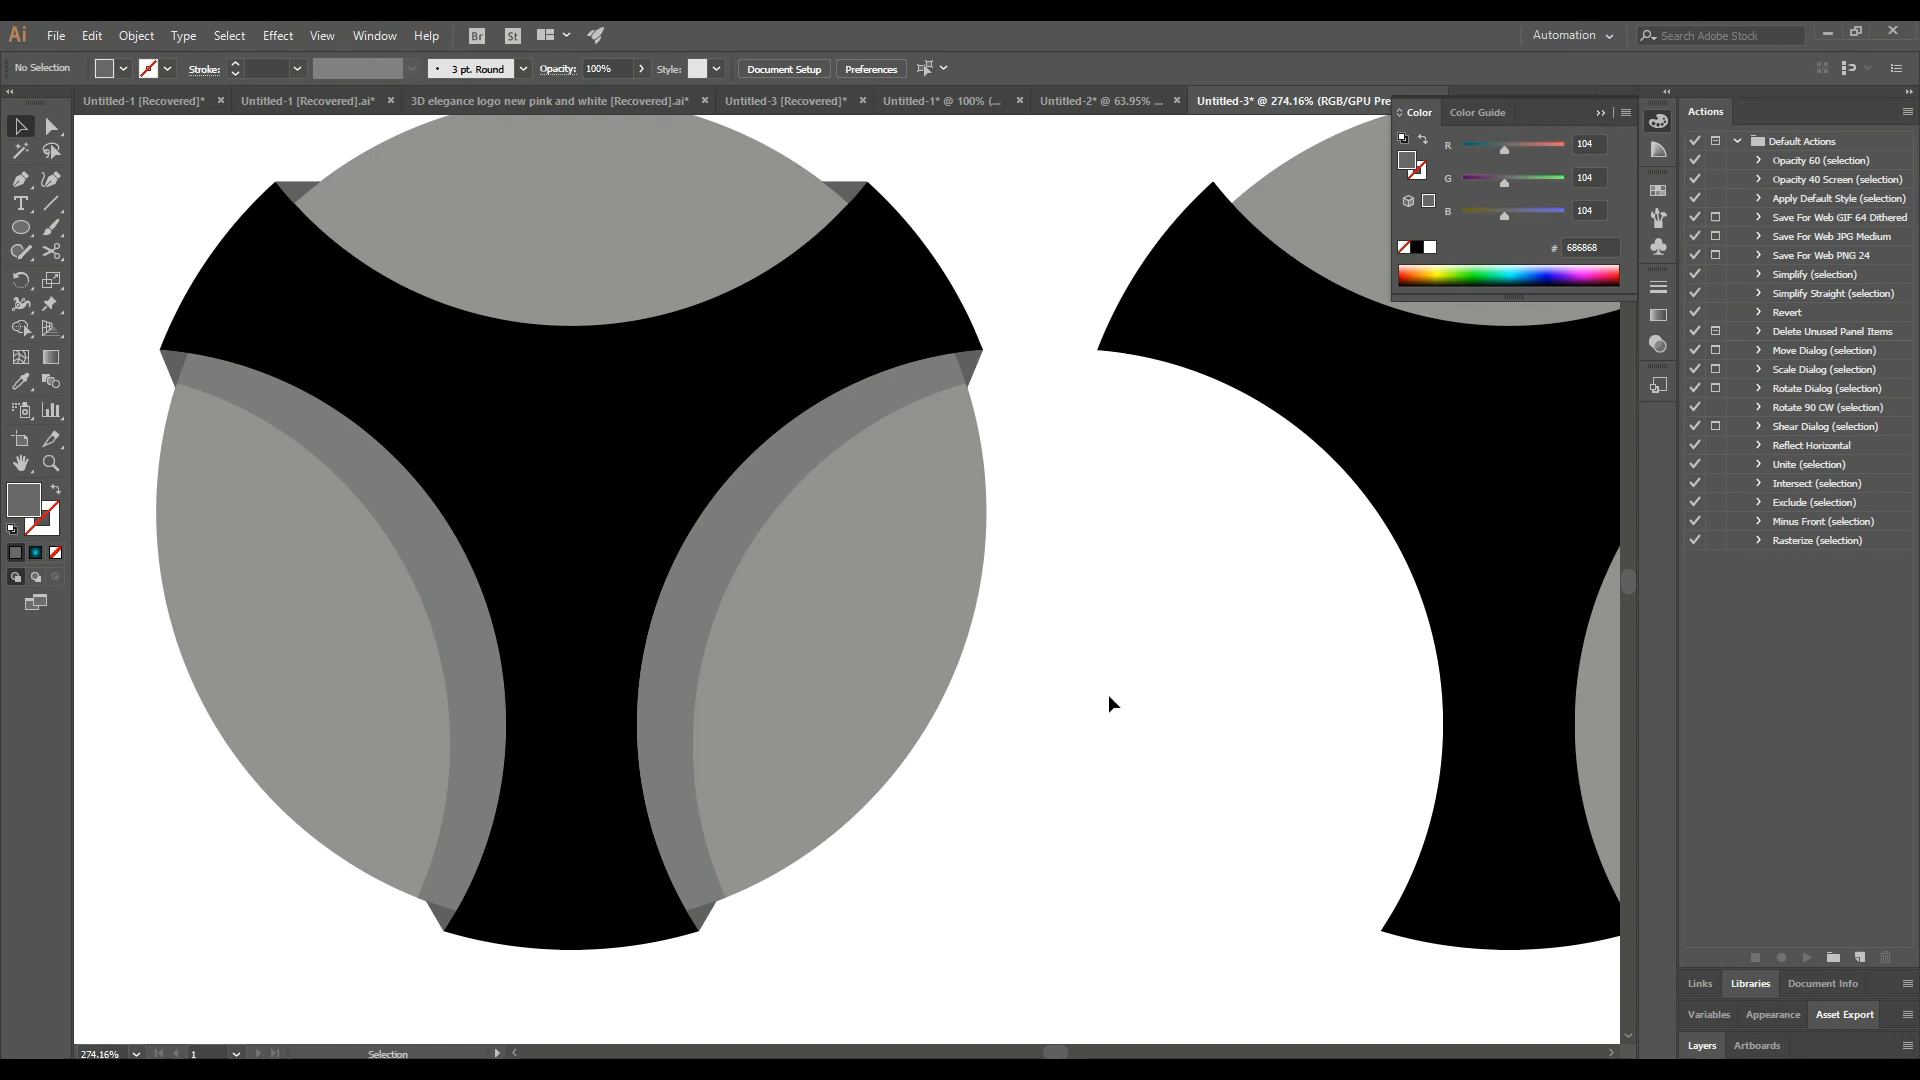 Ai File Edit Object Type Select Effect View Window Help Br St Automation Search Adobe Stock
No Selection Stroke: 3 pt. Round Opacity: 100% Style: Document Setup Preferences
Untitled-1 [Recovered]* × Untitled-1 [Recovered].ai* × 3D elegance logo new pink and white [Recovered].ai* × Untitled-3 [Recovered]* × Untitled-1* @ 100% (... × Untitled-2* @ 63.95% ... × Untitled-3* @ 274.16% (RGB/GPU Pre
Color Color Guide
R 104
G 104
B 104
# 686868
Actions
Default Actions
Opacity 60 (selection)
Opacity 40 Screen (selection)
Apply Default Style (selection)
Save For Web GIF 64 Dithered
Save For Web JPG Medium
Save For Web PNG 24
Simplify (selection)
Simplify Straight (selection)
Revert
Delete Unused Panel Items
Move Dialog (selection)
Scale Dialog (selection)
Rotate Dialog (selection)
Rotate 90 CW (selection)
Shear Dialog (selection)
Reflect Horizontal
Unite (selection)
Intersect (selection)
Exclude (selection)
Minus Front (selection)
Rasterize (selection)
Links Libraries Document Info
Variables Appearance Asset Export
Layers Artboards
274.16% 1 Selection